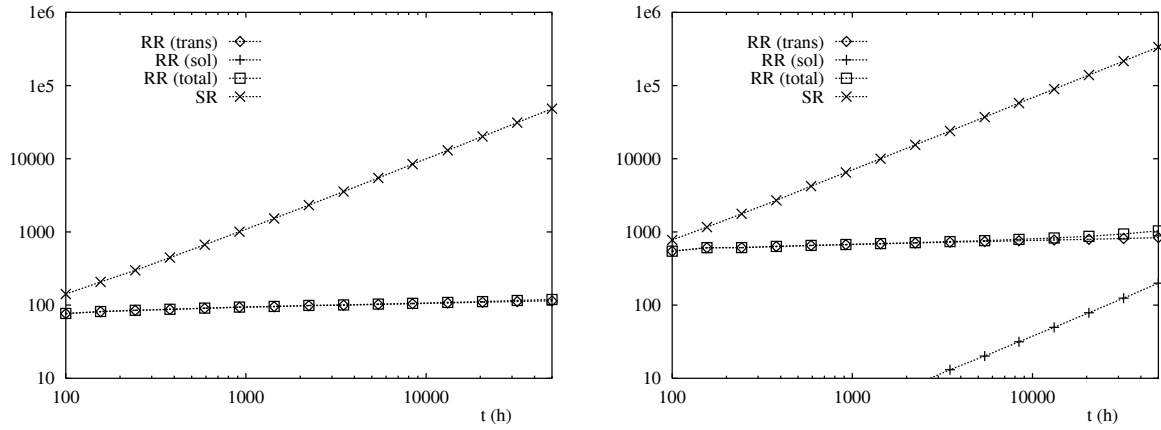 1e6
1e5
10000
1000
100
10
RR (trans)
RR (sol)
RR (total)
SR
100
1000
10000
t (h)
1e6
1e5
10000
1000
100
10
RR (trans)
RR (sol)
RR (total)
SR
100
1000
10000
t (h)